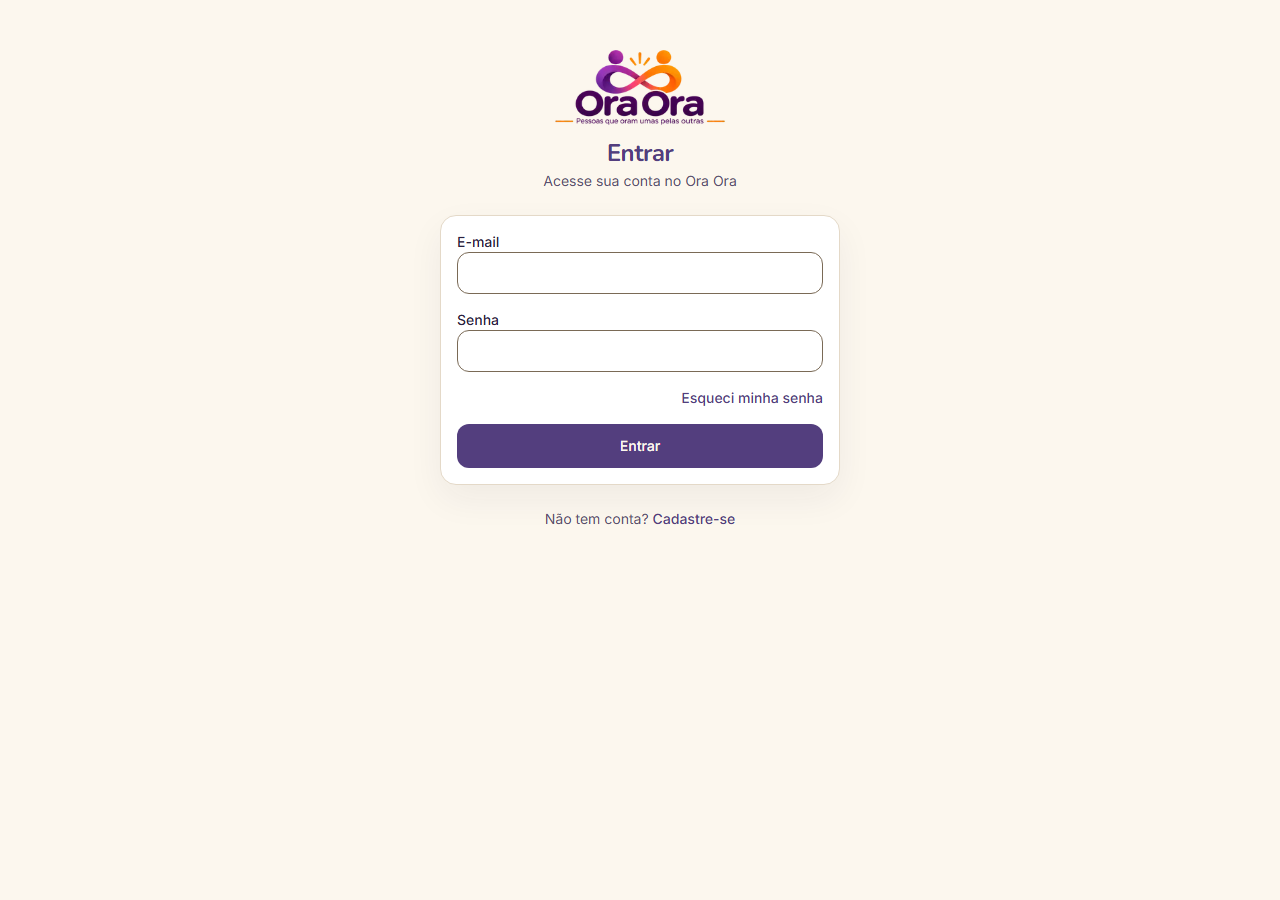 Ora Ora
Pessoas que oram umas pelas outras
Entrar
Acesse sua conta no Ora Ora
E-mail
Senha
Esqueci minha senha
Entrar
Não tem conta? Cadastre-se